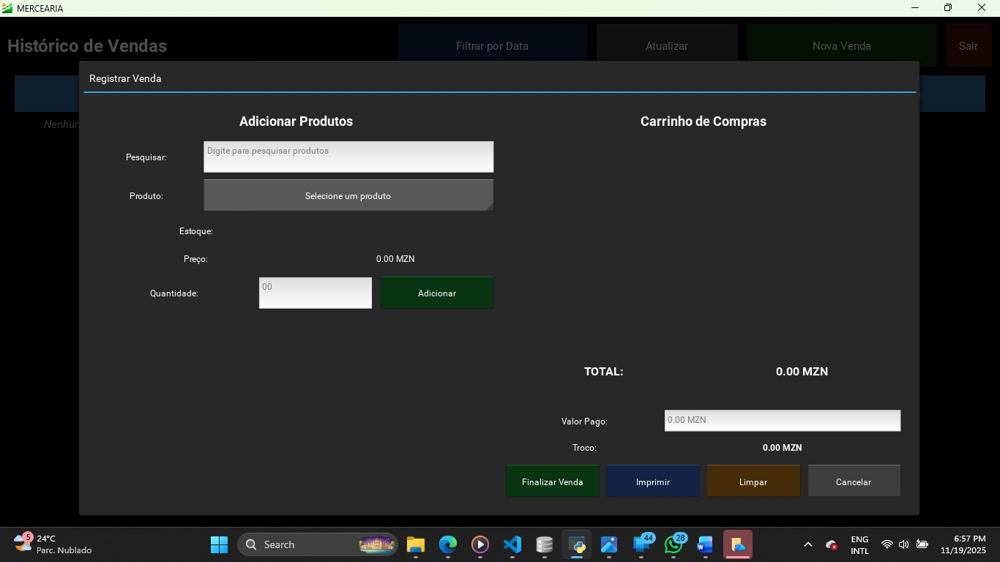 MERCEARIA
Histórico de Vendas
Filtrar por Data
Atualizar
Nova Venda
Sair
Registrar Venda
Adicionar Produtos
Carrinho de Compras
Pesquisar:
Digite para pesquisar produtos
Produto:
Selecione um produto
Estoque:
Preço:
0.00 MZN
Quantidade:
00
Adicionar
TOTAL:
0.00 MZN
Valor Pago:
0.00 MZN
Troco:
0.00 MZN
Finalizar Venda
Imprimir
Limpar
Cancelar
5
24°C
Parc. Nublado
Search
44
28
ENG
INTL
6:57 PM
11/19/2025